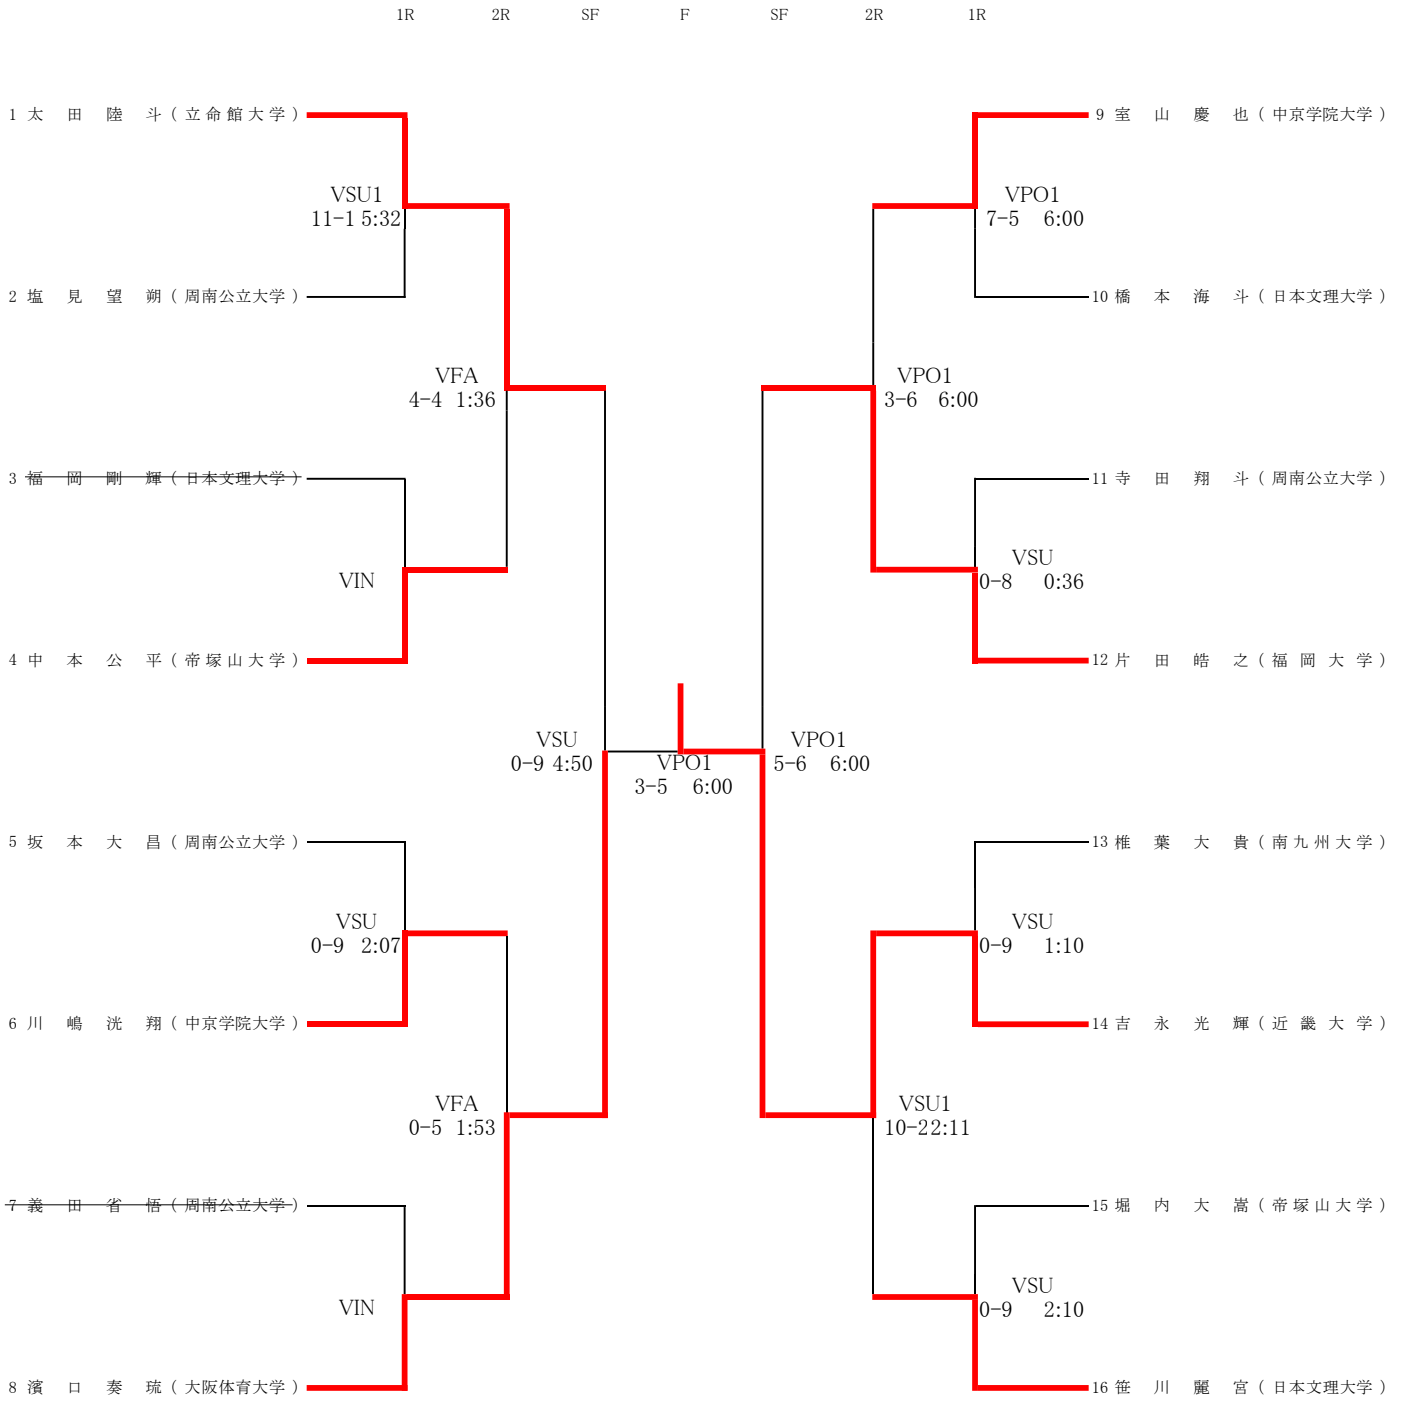 1R 2R SF F SF 2R 1R
1 太 田 陸 斗 ( 立 命 館 大 学 )
9 室 山 慶 也 ( 中京学院大学 )
VSU1
11-1 5:32
VPO1
7-5 6:00
2 塩 見 望 朔 ( 周南公立大学 )
10 橋 本 海 斗 ( 日本文理大学 )
VFA
4-4 1:36
VPO1
3-6 6:00
3 福 岡 剛 輝 ( 日本文理大学 )
11 寺 田 翔 斗 ( 周南公立大学 )
VIN
VSU
0-8 0:36
4 中 本 公 平 ( 帝 塚 山 大 学 )
12 片 田 皓 之 ( 福 岡 大 学 )
VSU
0-9 4:50
VPO1
3-5 6:00
VPO1
5-6 6:00
5 坂 本 大 昌 ( 周南公立大学 )
13 椎 葉 大 貴 ( 南 九 州 大 学 )
VSU
0-9 2:07
VSU
0-9 1:10
6 川 嶋 洸 翔 ( 中京学院大学 )
14 吉 永 光 輝 ( 近 畿 大 学 )
VFA
0-5 1:53
VSU1
10-2 2:11
7 義 田 省 悟 ( 周南公立大学 )
15 堀 内 大 嵩 ( 帝 塚 山 大 学 )
VIN
VSU
0-9 2:10
8 濱 口 奏 琉 ( 大阪体育大学 )
16 笹 川 麗 宮 ( 日本文理大学 )